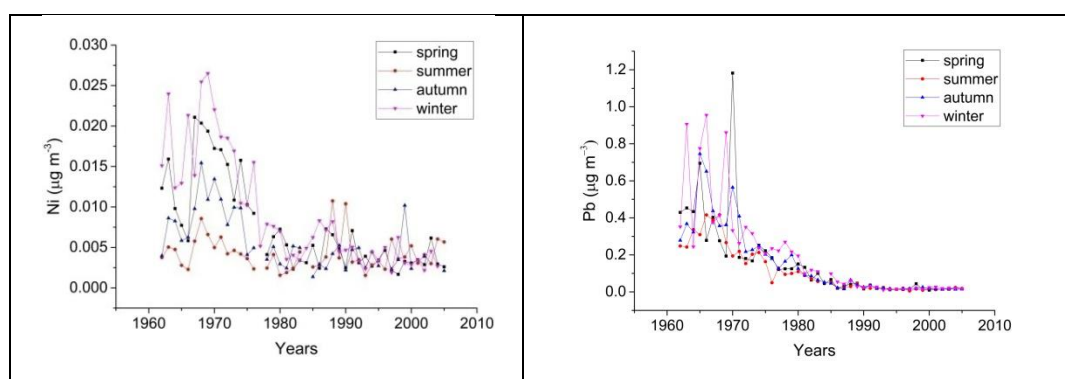 0.030
0.025
0.020
0.015
0.010
0.005
0.000
Ni (μg m⁻³)
1960 1970 1980 1990 2000 2010
Years
spring
summer
autumn
winter
1.2
1.0
0.8
0.6
0.4
0.2
0.0
Pb (μg m⁻³)
1960 1970 1980 1990 2000 2010
Years
spring
summer
autumn
winter